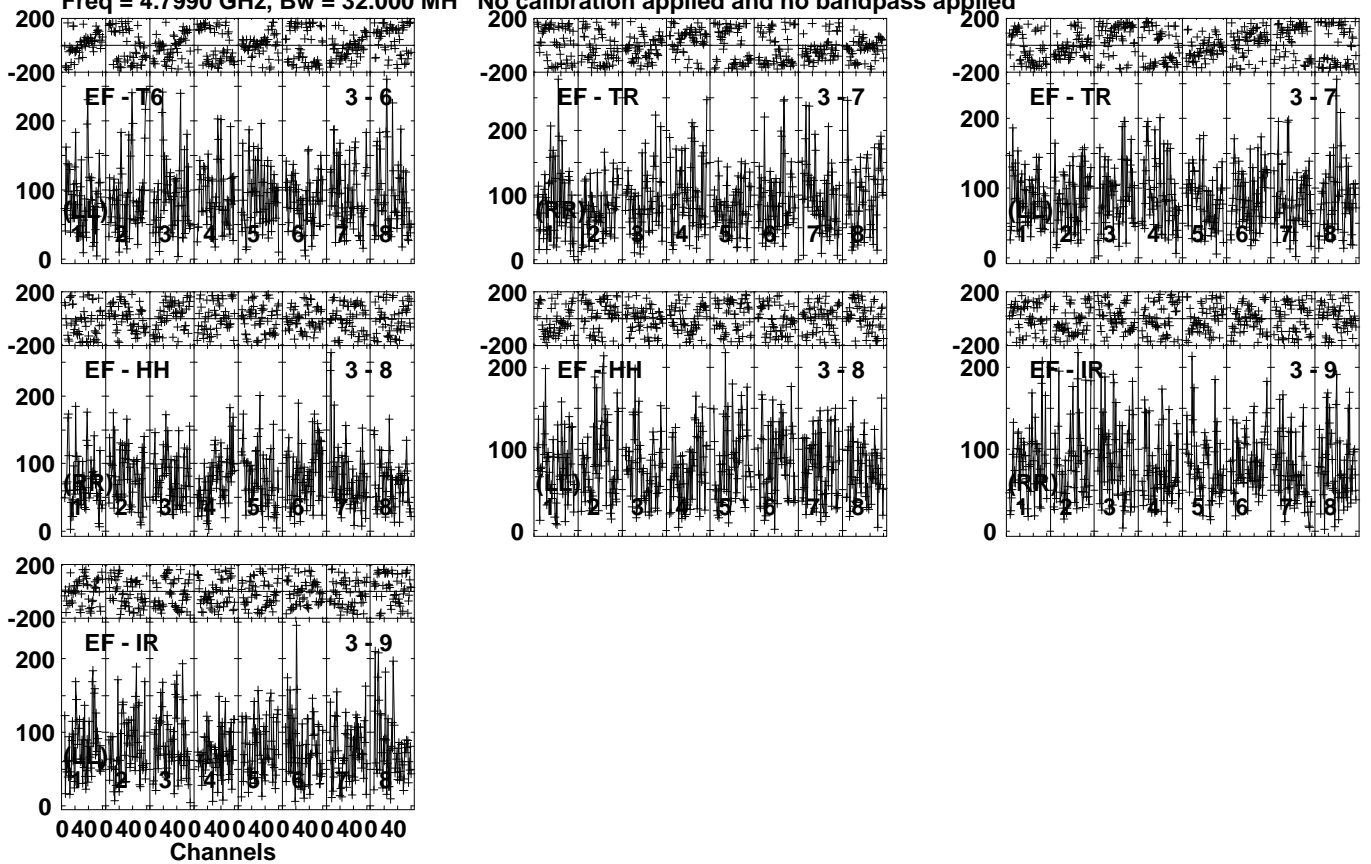 Freq = 4.7990 GHz, Bw = 32.000 MH   No calibration applied and no bandpass applied
200 200 200
-200 -200
EF - T6 3 - 6 EF - TR 3 - 7 EF - TR 3 - 7
200 200 200
100 100 100
(LL) (RR) (LL)
1 2 3 4 5 6 7 8 1 2 3 4 5 6 7 8 1 2 3 4 5 6 7 8
0 0 0
200 200 200
-200 -200 -200
EF - HH 3 - 8 EF - HH 3 - 8 EF - IR 3 - 9
200 200 200
100 100 100
(RR) (LL) (RR)
1 2 3 4 5 6 7 8 1 2 3 4 5 6 7 8 1 2 3 4 5 6 7 8
0 0 0
200
-200
EF - IR 3 - 9
200
100
(LL)
1 2 3 4 5 6 7 8
0
0 40 0 40 0 40 0 40 0 40 0 40 0 40 0 40
Channels